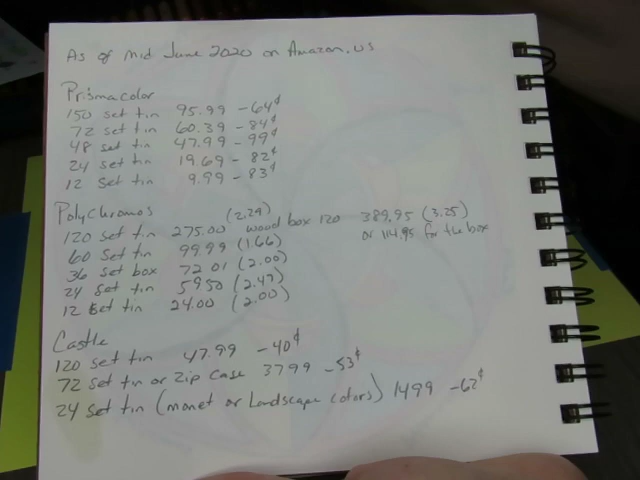 As of mid June 2020 on Amazon.us
Prismacolor
150 set tin 95.99 - 64¢
72 set tin 60.39 - 84¢
48 set tin 47.99 - 99¢
24 set tin 19.69 - 82¢
12 set tin 9.99 - 83¢
Polychromos (2.29)
120 set tin 275.00 wood box 120 389.95 (3.25)
60 set tin 99.99 (1.66) or 114.95 for the box
36 set box 72.01 (2.00)
24 set tin 59.50 (2.47)
12 set tin 24.00 (2.00)
Castle
120 set tin 47.99 - 40¢
72 set tin or zip case 37.99 - 53¢
24 set tin (monet or Landscape colors) 14.99 - 62¢